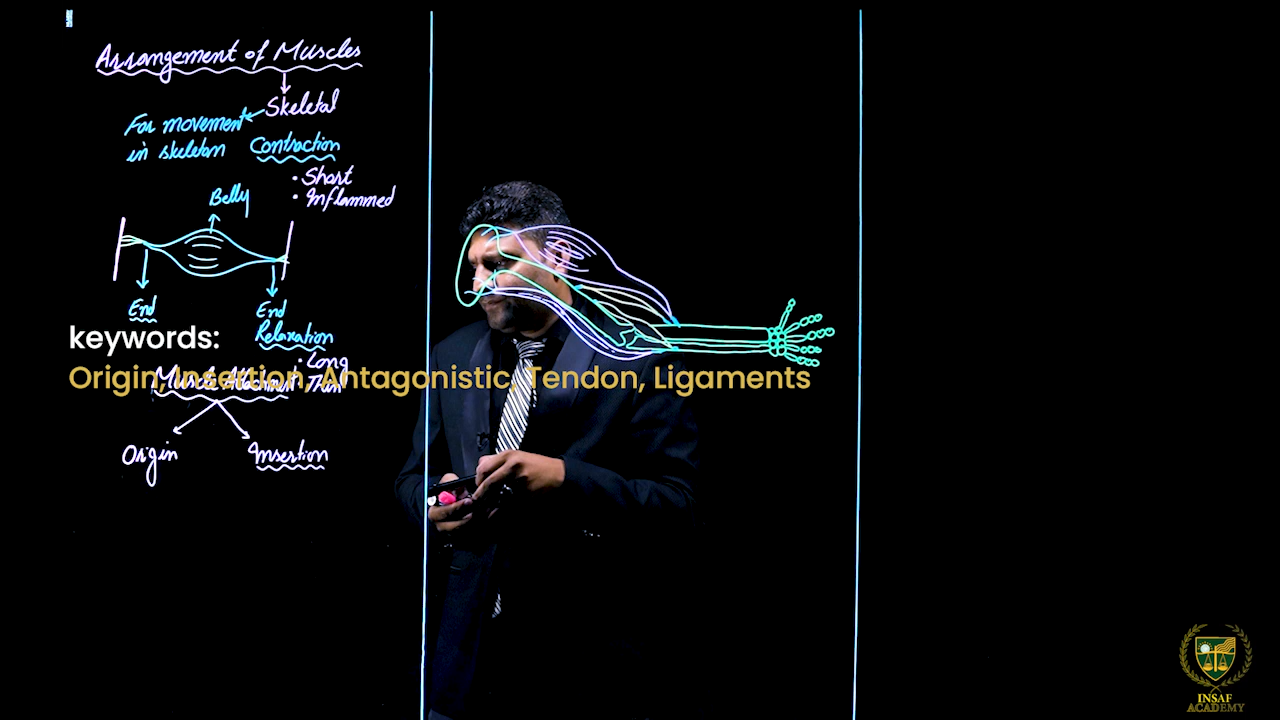 Arrangement of Muscles
Skeletal
For movement
in skeleton
Contraction
• Short
• Inflammed
Belly
End
End
Relaxation
• Long
keywords:
Origin, Insertion, Antagonistic, Tendon, Ligaments
Muscle
Origin
Insertion
INSAF
ACADEMY